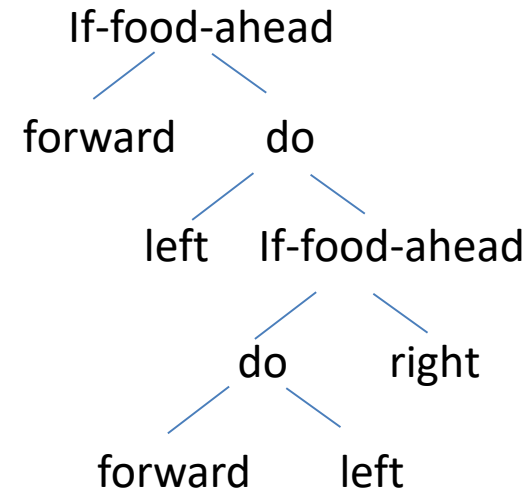 If-food-ahead
forward do
left If-food-ahead
do right
forward left